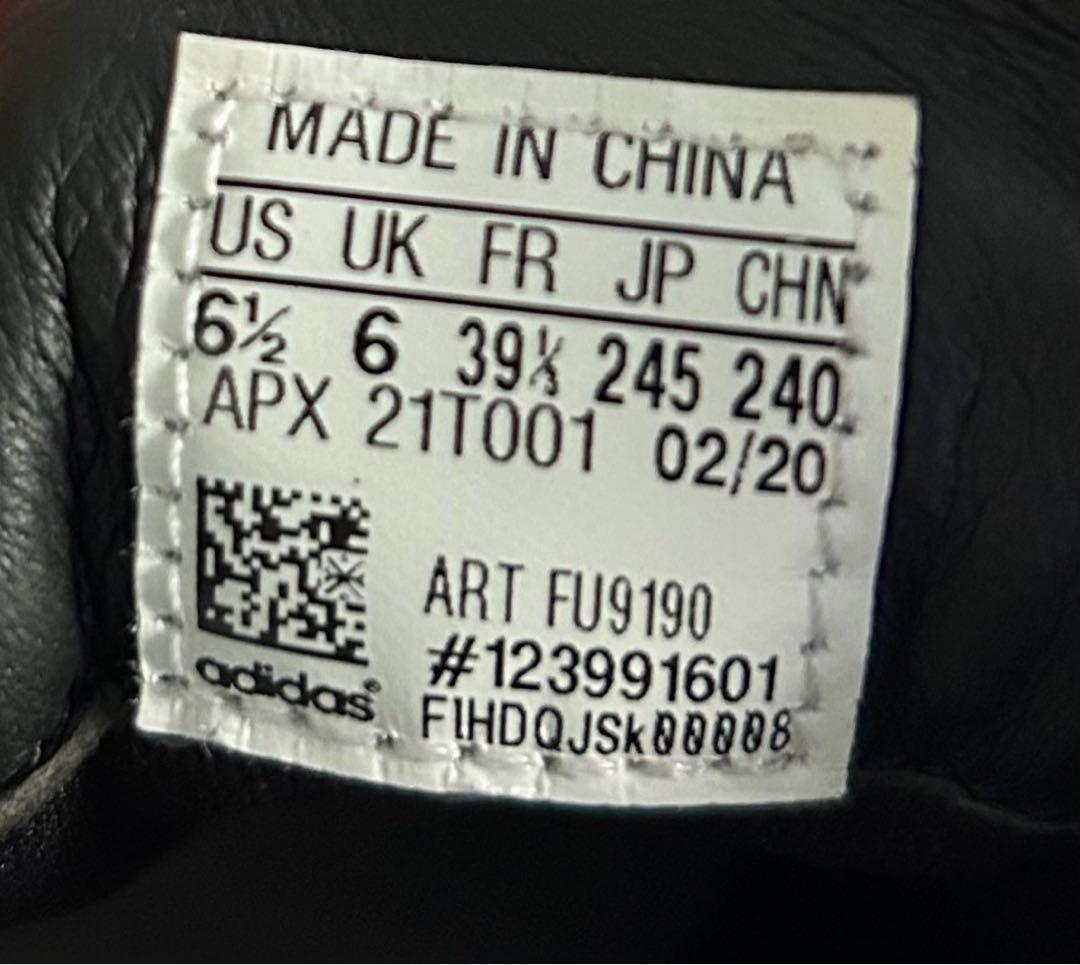 MADE IN CHINA
US UK FR JP CHN
6½ 6 39⅓ 245 240
APX 21T001 02/20
ART FU9190
#123991601
adidas®
F1HDQJSk00008